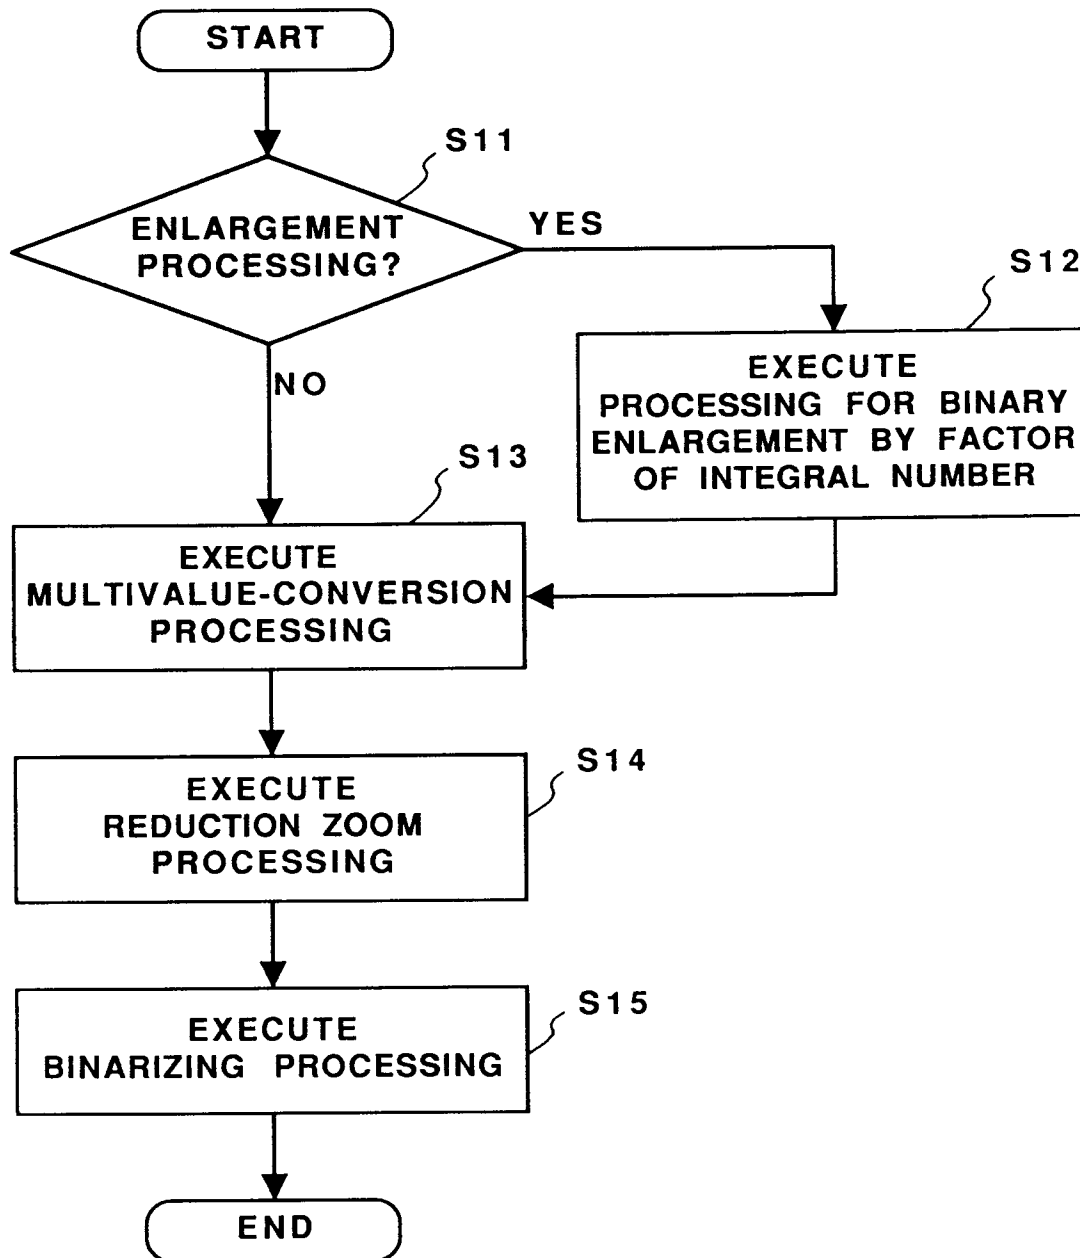 START
S11
ENLARGEMENT
PROCESSING?
YES
S12
EXECUTE
PROCESSING FOR BINARY
ENLARGEMENT BY FACTOR
OF INTEGRAL NUMBER
NO
S13
EXECUTE
MULTIVALUE-CONVERSION
PROCESSING
S14
EXECUTE
REDUCTION ZOOM
PROCESSING
S15
EXECUTE
BINARIZING PROCESSING
END